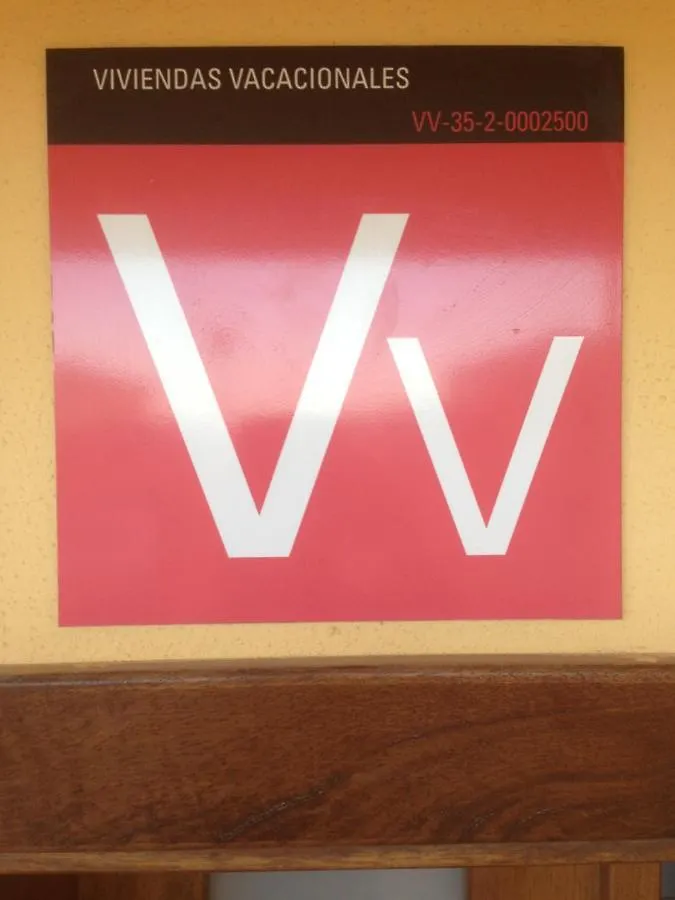 VIVIENDAS VACACIONALES
VV-35-2-0002500
Vv